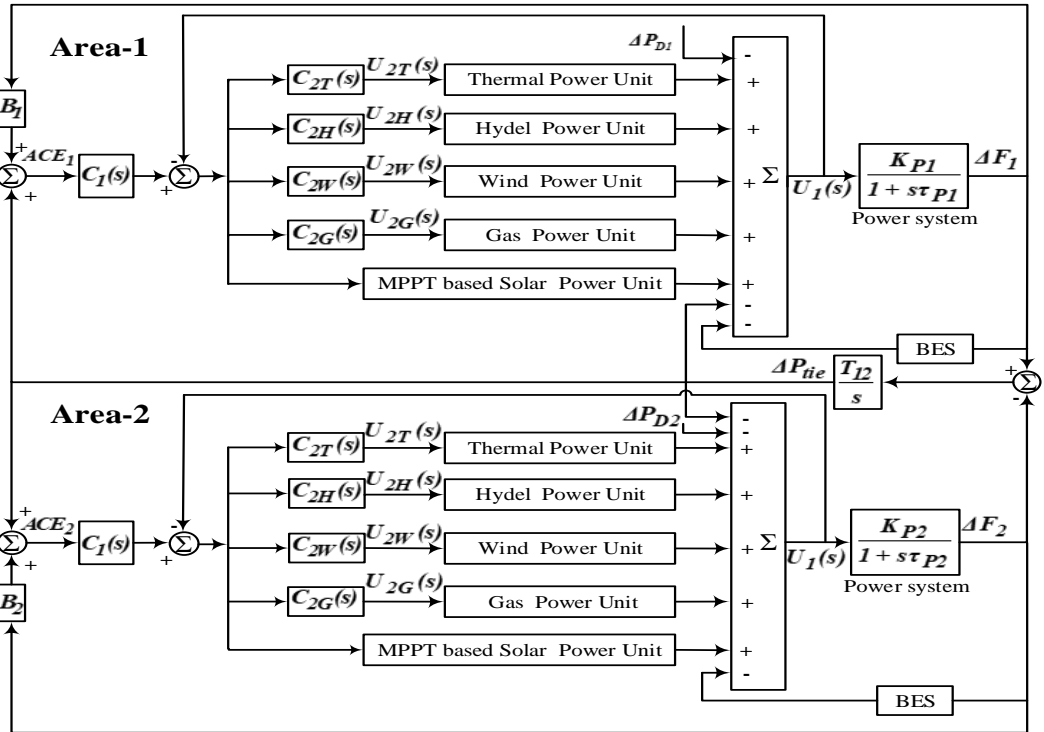 Area-1
ΔP_D1
B_1
ACE_1
C_1(s)
Σ
Σ
C_2T(s) U_2T(s) Thermal Power Unit
C_2H(s) U_2H(s) Hydel Power Unit
C_2W(s) U_2W(s) Wind Power Unit
C_2G(s) U_2G(s) Gas Power Unit
MPPT based Solar Power Unit
- + + + + + - -
Σ
U_1(s)
K_P1
1 + sτ_P1
Power system
ΔF_1
BES
ΔP_tie
T_12
s
+ Σ -
Area-2
ΔP_D2
+
ACE_2
Σ
+
B_2
C_1(s)
- + Σ
C_2T(s) U_2T(s) Thermal Power Unit
C_2H(s) U_2H(s) Hydel Power Unit
C_2W(s) U_2W(s) Wind Power Unit
C_2G(s) U_2G(s) Gas Power Unit
MPPT based Solar Power Unit
- - + + + + + -
Σ
U_1(s)
K_P2
1 + sτ_P2
Power system
ΔF_2
BES